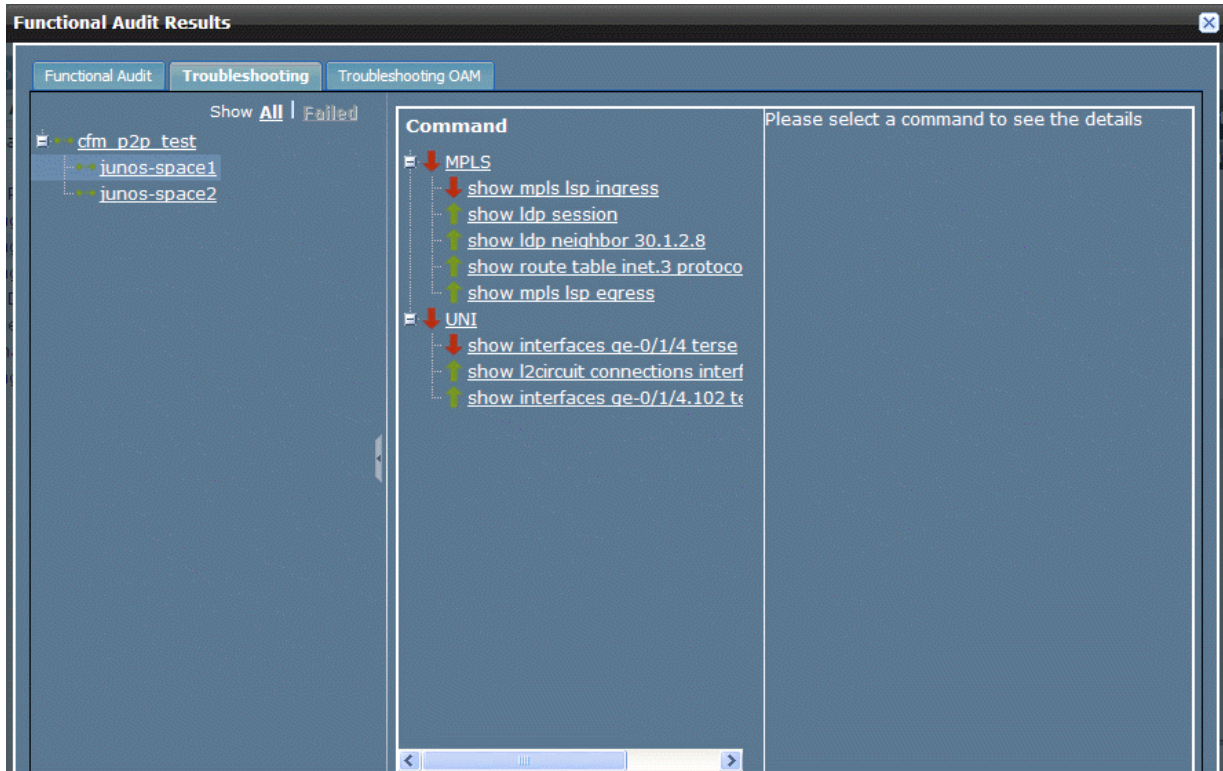 Functional Audit Results
Functional Audit
Troubleshooting
Troubleshooting OAM
Show All | Failed
cfm_p2p_test
junos-space1
junos-space2
Command
MPLS
show mpls lsp ingress
show ldp session
show ldp neighbor 30.1.2.8
show route table inet.3 protoco
show mpls lsp egress
UNI
show interfaces ge-0/1/4 terse
show l2circuit connections interf
show interfaces ge-0/1/4.102 te
Please select a command to see the details